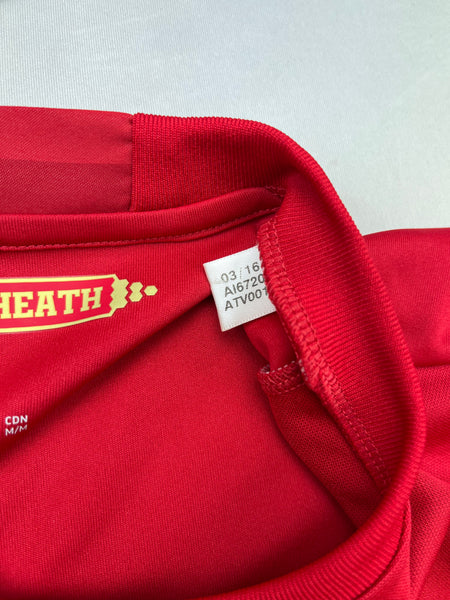 03/16
AI6720
ATV001
HEATH
CDN
M/M